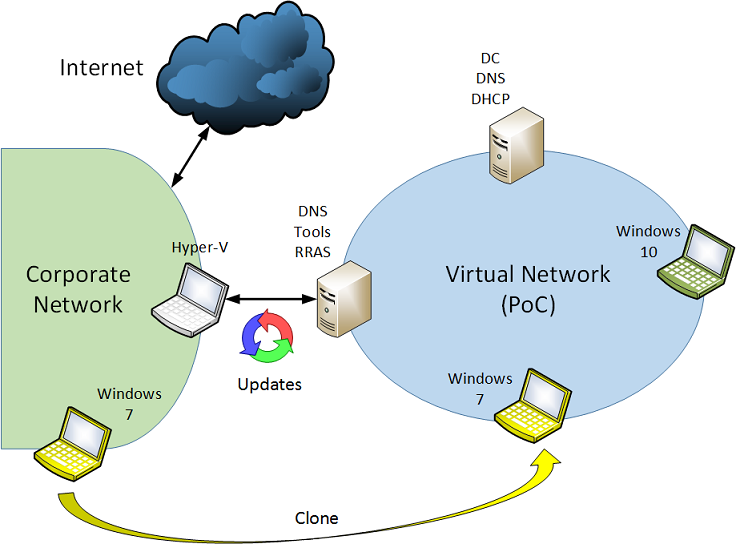 Internet
DC
DNS
DHCP
DNS
Tools
RRAS
Hyper-V
Windows
10
Corporate
Network
Virtual Network
(PoC)
Updates
Windows
7
Windows
7
Clone